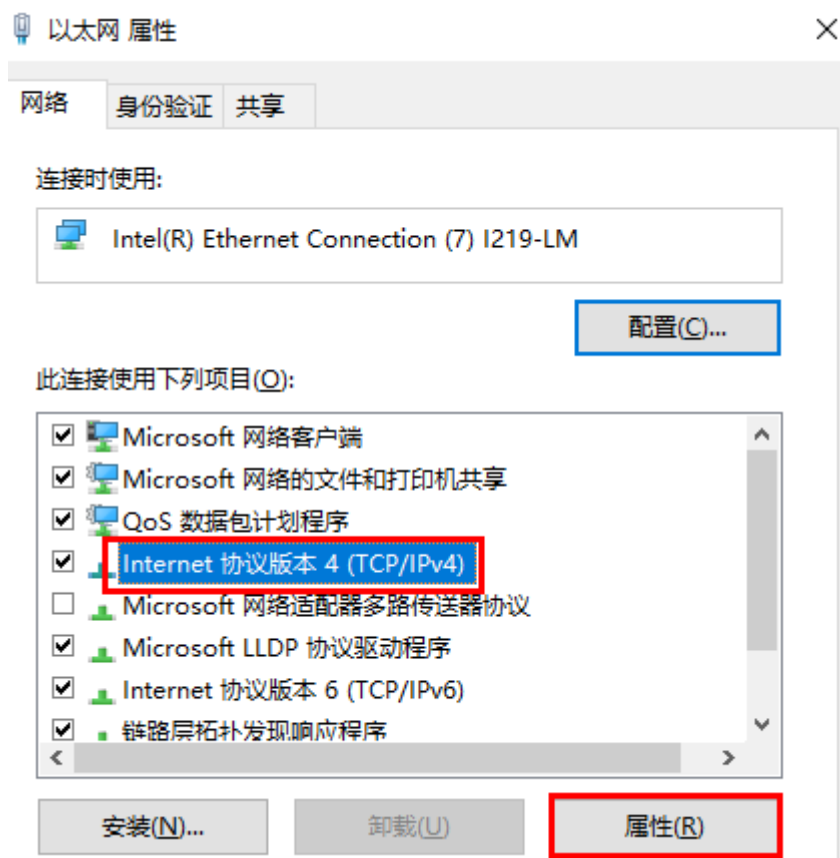 以太网 属性
网络 身份验证 共享
连接时使用:
Intel(R) Ethernet Connection (7) I219-LM
配置(C)...
此连接使用下列项目(O):
Microsoft 网络客户端
Microsoft 网络的文件和打印机共享
QoS 数据包计划程序
Internet 协议版本 4 (TCP/IPv4)
Microsoft 网络适配器多路传送器协议
Microsoft LLDP 协议驱动程序
Internet 协议版本 6 (TCP/IPv6)
链路层拓扑发现响应程序
安装(N)... 卸载(U) 属性(R)